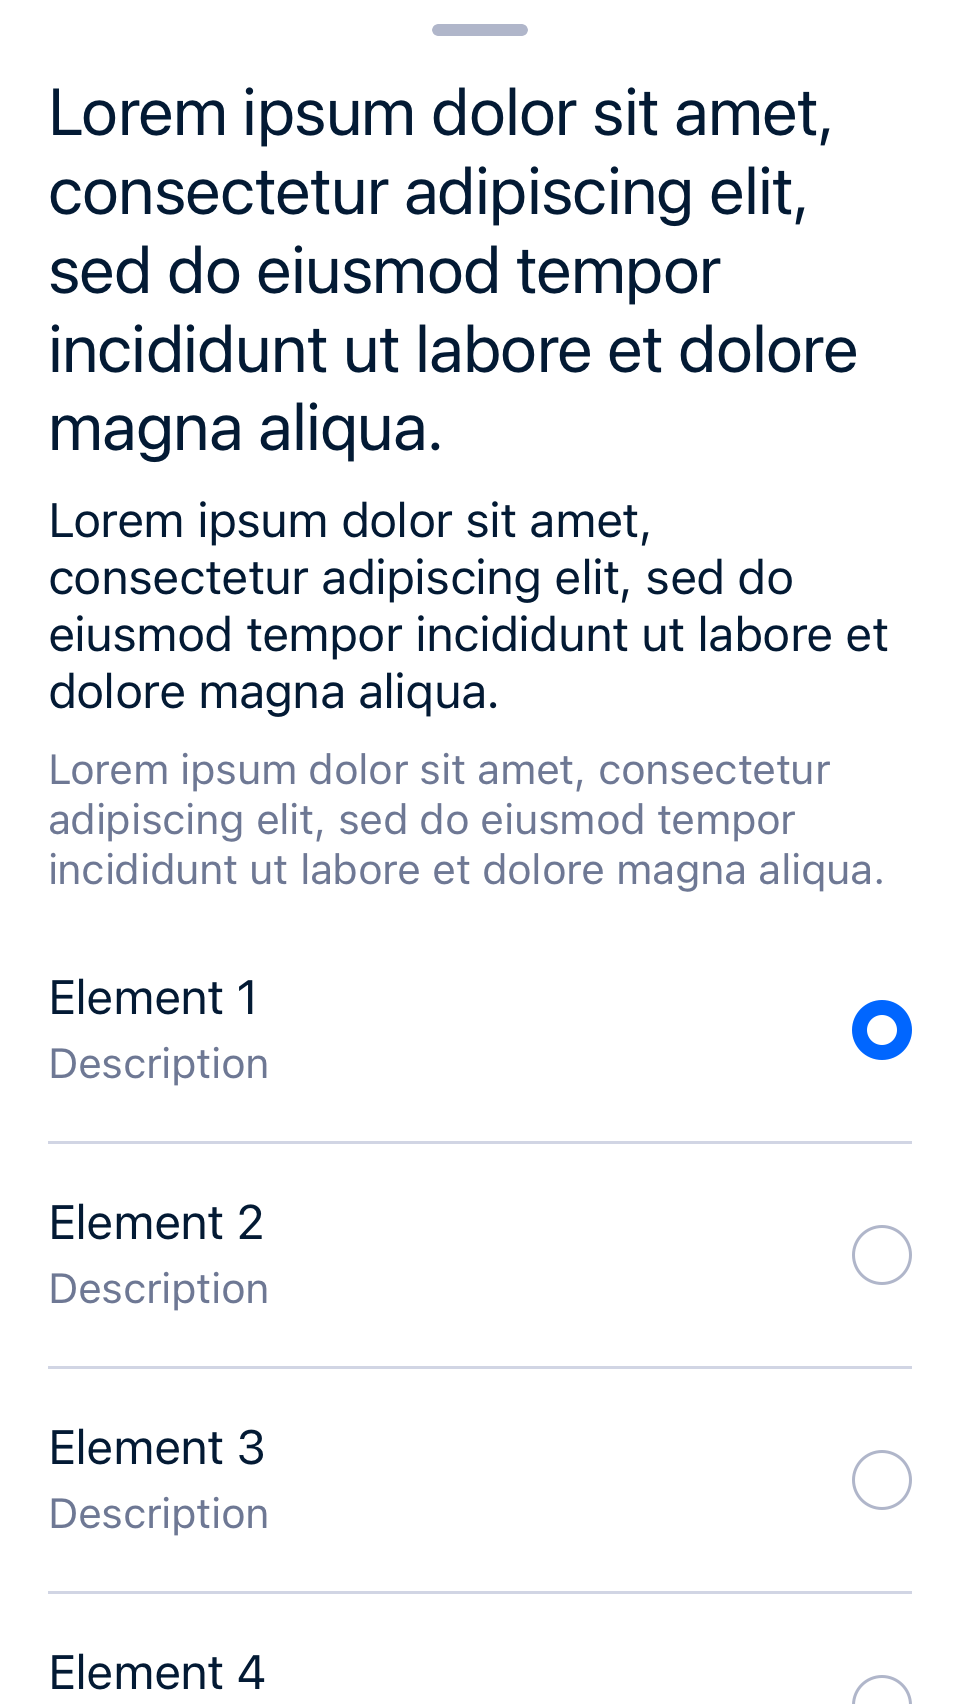 Lorem ipsum dolor sit amet,
consectetur adipiscing elit,
sed do eiusmod tempor
incididunt ut labore et dolore
magna aliqua.
Lorem ipsum dolor sit amet,
consectetur adipiscing elit, sed do
eiusmod tempor incididunt ut labore et
dolore magna aliqua.
Lorem ipsum dolor sit amet, consectetur
adipiscing elit, sed do eiusmod tempor
incididunt ut labore et dolore magna aliqua.
Element 1
Description
Element 2
Description
Element 3
Description
Element 4